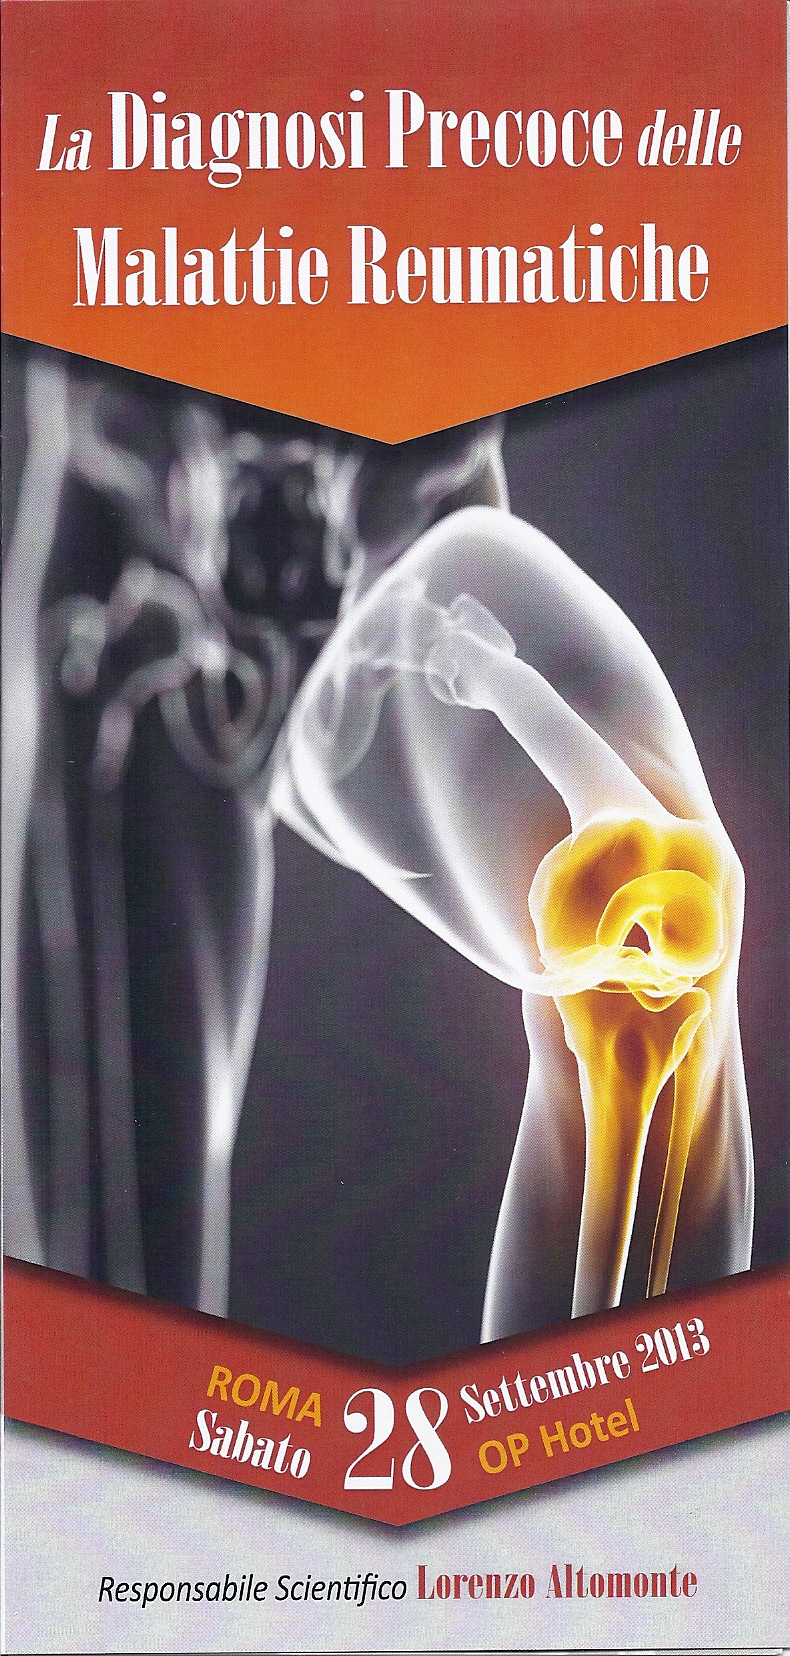 La Diagnosi Precoce delle
Malattie Reumatiche
ROMA
Sabato
28
Settembre 2013
OP Hotel
Responsabile Scientifico Lorenzo Altomonte